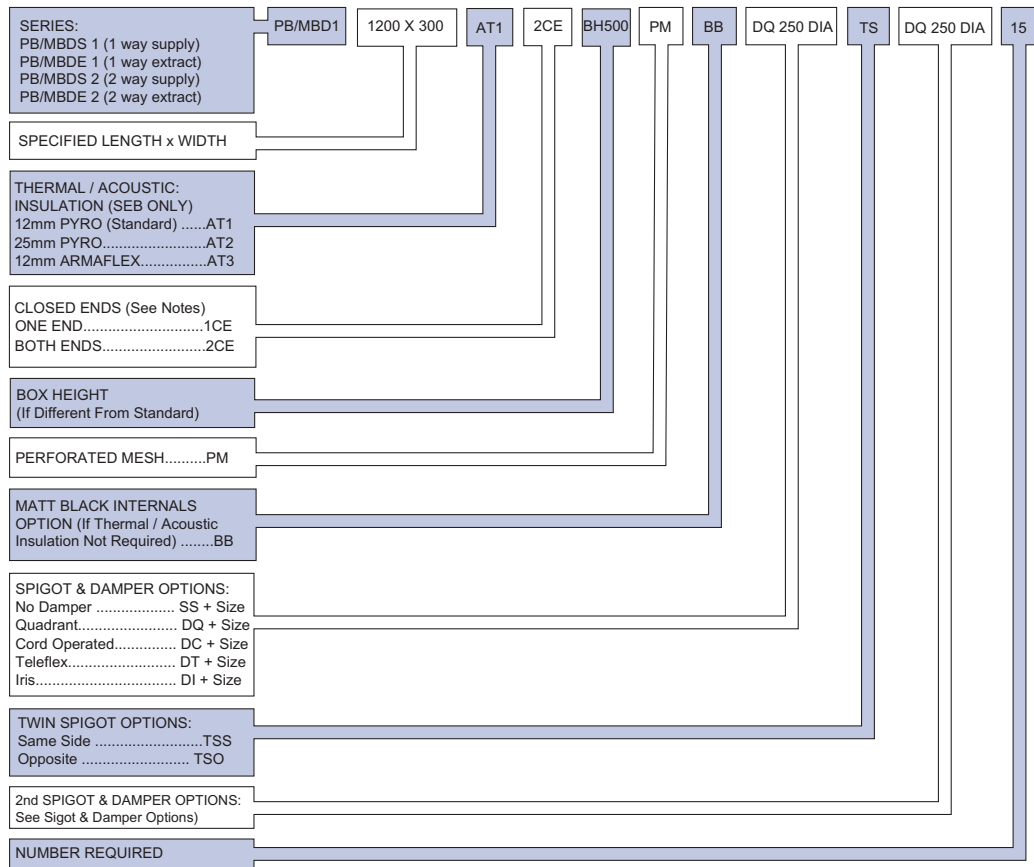 SERIES:
PB/MBDS 1 (1 way supply)
PB/MBDE 1 (1 way extract)
PB/MBDS 2 (2 way supply)
PB/MBDE 2 (2 way extract)
PB/MBD1
1200 X 300
AT1
2CE
BH500
PM
BB
DQ 250 DIA
TS
DQ 250 DIA
15
SPECIFIED LENGTH x WIDTH
THERMAL / ACOUSTIC:
INSULATION (SEB ONLY)
12mm PYRO (Standard) .....AT1
25mm PYRO.........................AT2
12mm ARMAFLEX................AT3
CLOSED ENDS (See Notes)
ONE END.............................1CE
BOTH ENDS.........................2CE
BOX HEIGHT
(If Different From Standard)
PERFORATED MESH..........PM
MATT BLACK INTERNALS
OPTION (If Thermal / Acoustic
Insulation Not Required) ........BB
SPIGOT & DAMPER OPTIONS:
No Damper ................... SS + Size
Quadrant........................ DQ + Size
Cord Operated............... DC + Size
Teleflex.......................... DT + Size
Iris.................................. DI + Size
TWIN SPIGOT OPTIONS:
Same Side ..........................TSS
Opposite .......................... TSO
2nd SPIGOT & DAMPER OPTIONS:
See Sigot & Damper Options)
NUMBER REQUIRED